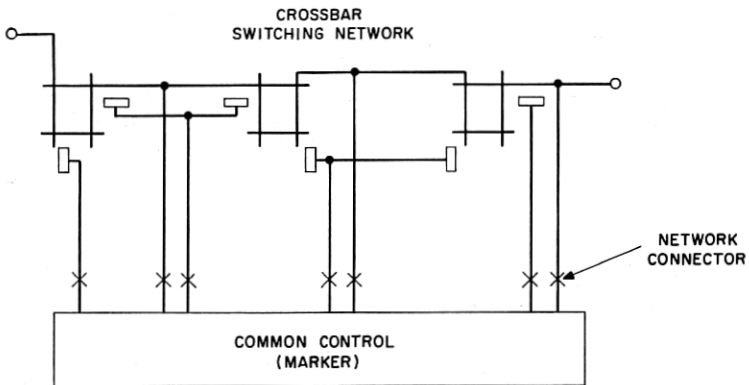 CROSSBAR
SWITCHING NETWORK
NETWORK
CONNECTOR
COMMON CONTROL
(MARKER)